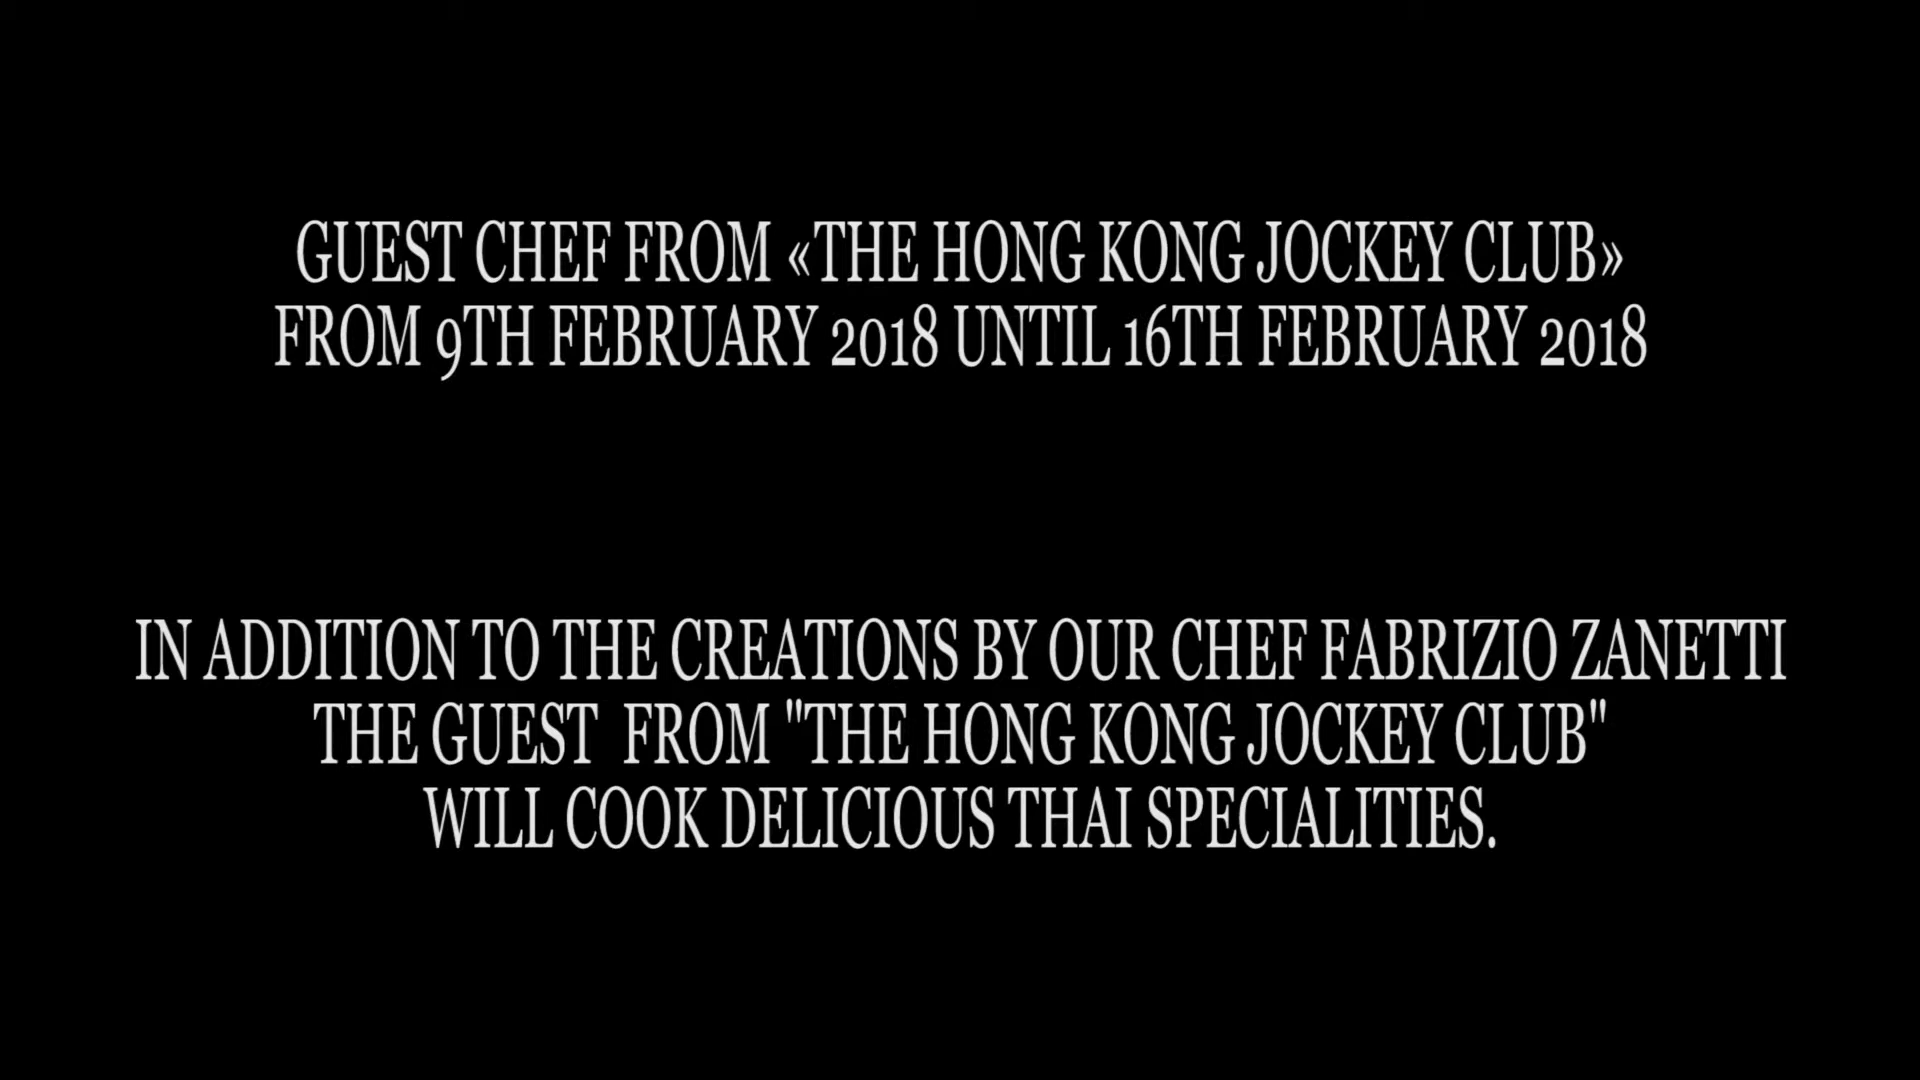 GUEST CHEF FROM «THE HONG KONG JOCKEY CLUB»
FROM 9TH FEBRUARY 2018 UNTIL 16TH FEBRUARY 2018
IN ADDITION TO THE CREATIONS BY OUR CHEF FABRIZIO ZANETTI
THE GUEST  FROM "THE HONG KONG JOCKEY CLUB"
WILL COOK DELICIOUS THAI SPECIALITIES.